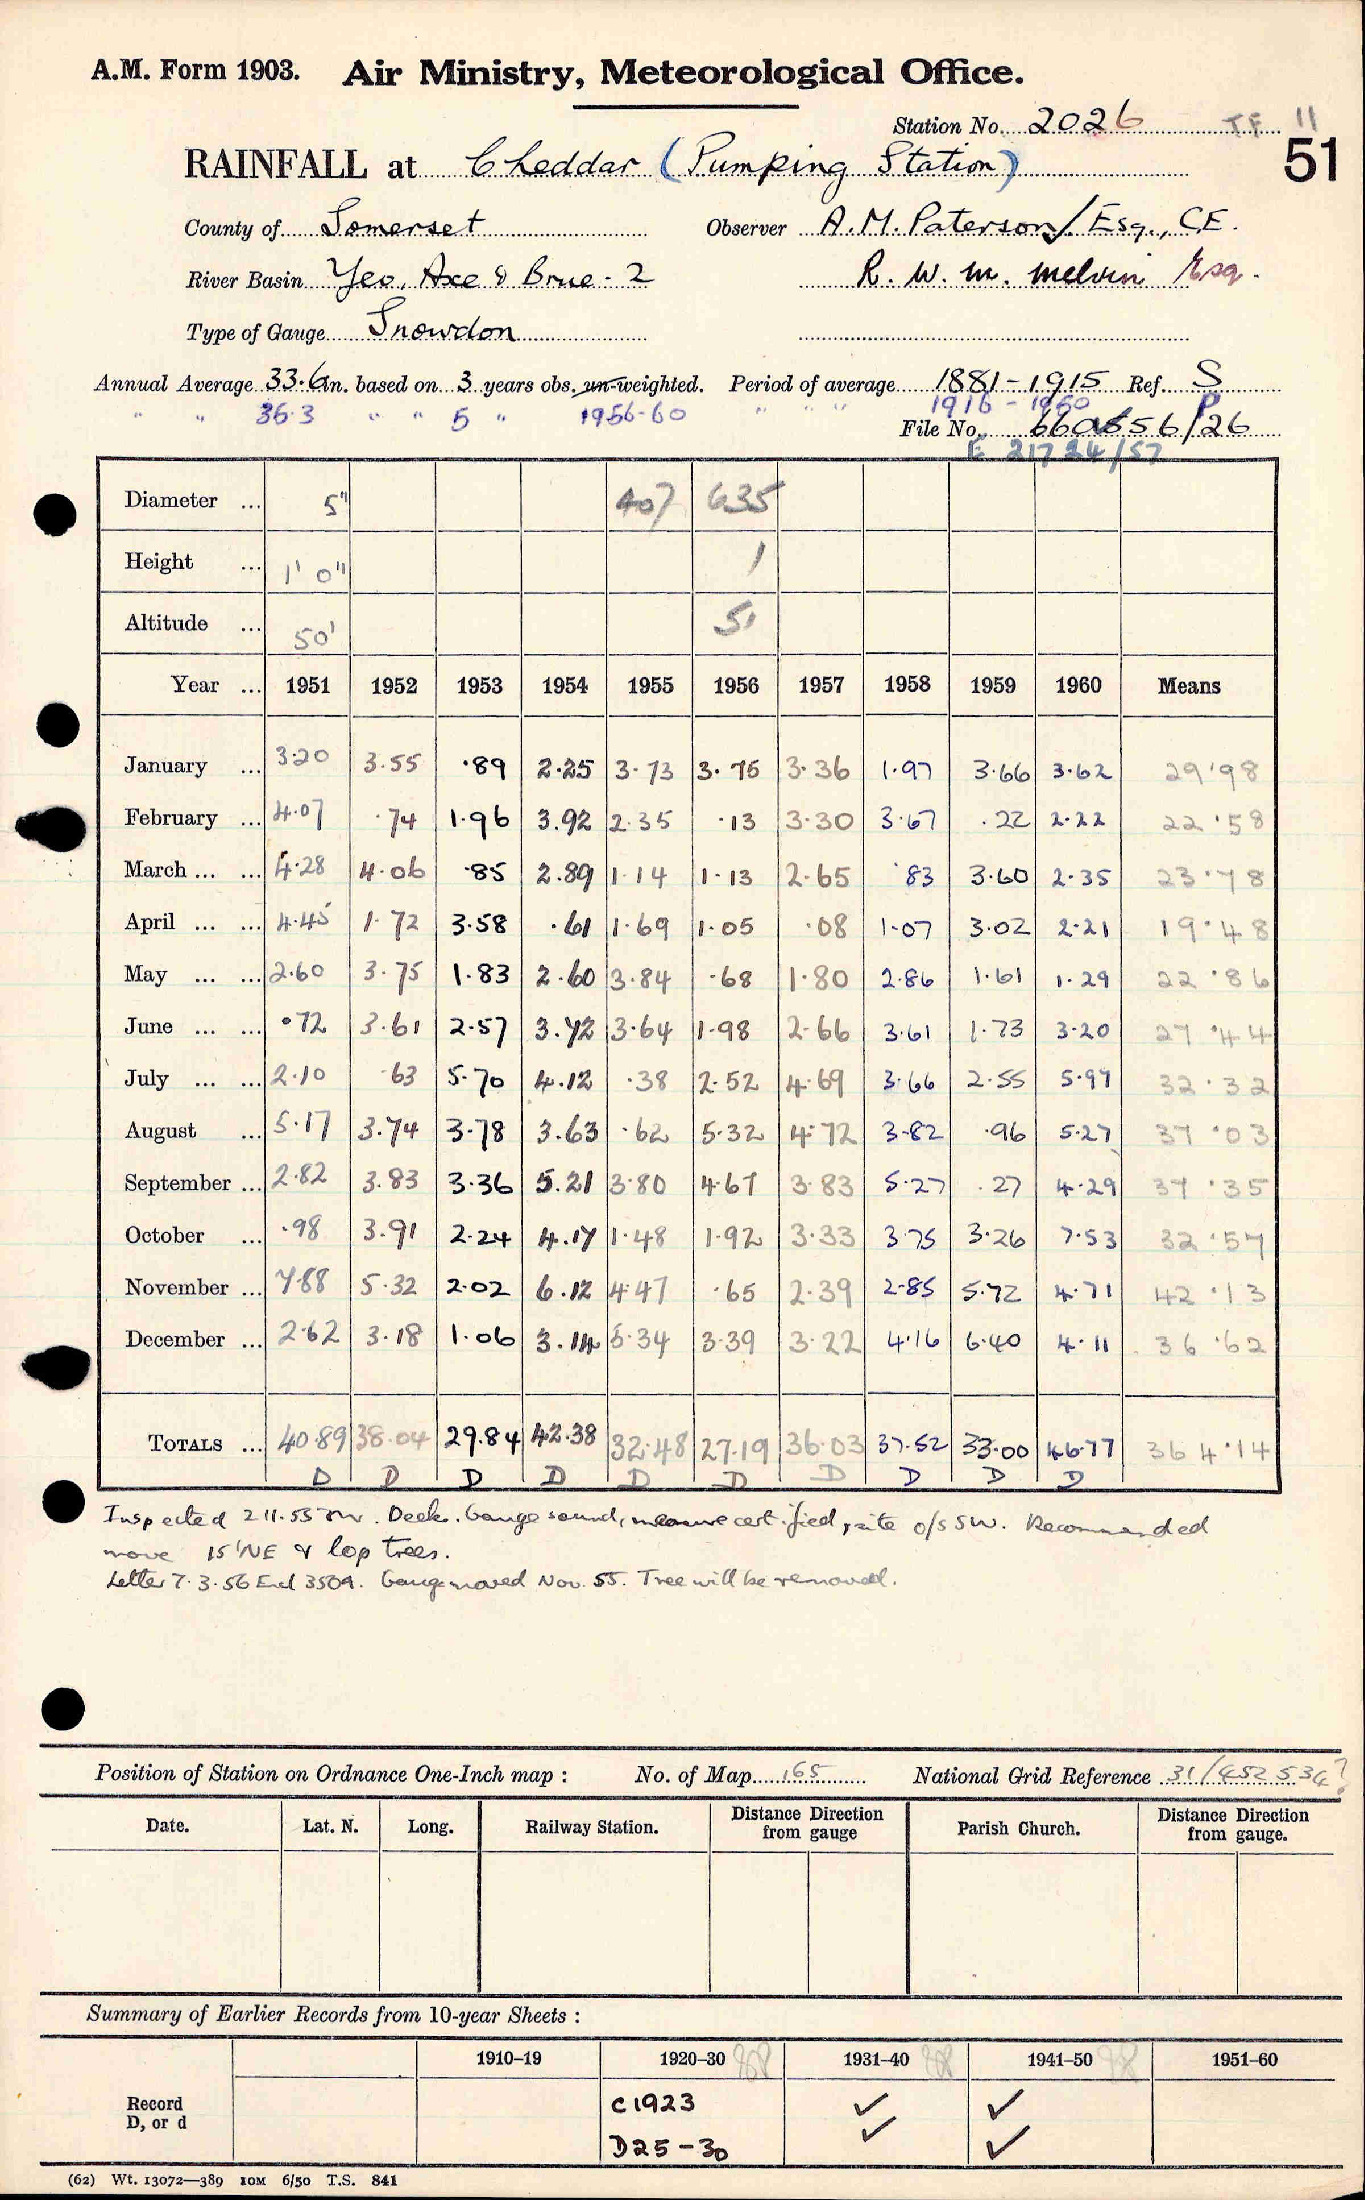 A.M. Form 1903. Air Ministry, Meteorological Office.
Station No. 2026 T F 11
51
RAINFALL at Cheddar (Pumping Station)
County of Somerset Observer A. M. Paterson / Esq., C.E.
River Basin Yeo, Axe & Brue - 2 R. W. M. Melvin Esq.
Type of Gauge Snowdon
Annual Average 33.6 in. based on 3 years obs. un-weighted. Period of average 1881-1915 Ref. S
" " 36.3 " " 5 " 1956-60 " " " 1916-1960 P
File No. 56/26
E 21724/57
Diameter ... 5" 407 635
Height ... 1' 0" 1
Altitude ... 50' 51
Year ... 1951 1952 1953 1954 1955 1956 1957 1958 1959 1960 Means
January ... 3.20 3.55 .89 2.25 3.73 3.75 3.36 1.97 3.66 3.62 29.98
February ... 4.07 .74 1.96 3.92 2.35 .13 3.30 3.67 .22 2.22 22.58
March ... ... 4.28 4.06 .85 2.89 1.14 1.13 2.65 .83 3.60 2.35 23.78
April ... ... 4.45 1.72 3.58 .61 1.69 1.05 .08 1.07 3.02 2.21 19.48
May ... ... 2.60 3.75 1.83 2.60 3.84 .68 1.80 2.86 1.61 1.29 22.86
June ... ... .72 3.61 2.57 3.72 3.64 1.98 2.66 3.61 1.73 3.20 27.44
July ... ... 2.10 .63 5.70 4.12 .38 2.52 4.69 3.66 2.55 5.97 32.32
August ... 5.17 3.74 3.78 3.63 .62 5.32 4.72 3.82 .96 5.27 37.03
September ... 2.82 3.83 3.36 5.21 3.80 4.67 3.83 5.27 .27 4.29 37.35
October ... .98 3.91 2.24 4.17 1.48 1.92 3.33 3.75 3.26 7.53 32.57
November ... 7.88 5.32 2.02 6.12 4.47 .65 2.39 2.85 5.72 4.71 42.13
December ... 2.62 3.18 1.06 3.14 5.34 3.39 3.22 4.16 6.40 4.11 36.62
TOTALS ... 40.89 38.04 29.84 42.38 32.48 27.19 36.03 37.52 33.00 46.77 364.14
D D D D D D D D D D
Inspected 2.11.55 . Deck. Gauge sound, measure certified, site o/s SW. Recommended
move 15' NE & lop trees.
Letter 7.3.56 Encl 3509. Gauge moved Nov. 55. Tree will be removed.
Position of Station on Ordnance One-Inch map : No. of Map 165 National Grid Reference 31/452534?
Date. Lat. N. Long. Railway Station. Distance Direction from gauge Parish Church. Distance Direction from gauge.
Summary of Earlier Records from 10-year Sheets :
1910–19 1920–30 1931–40 1941–50 1951–60
Record C1923 ✓ ✓
D, or d D25-30 ✓ ✓
(62) Wt. 13072—389 10M 6/50 T.S. 841